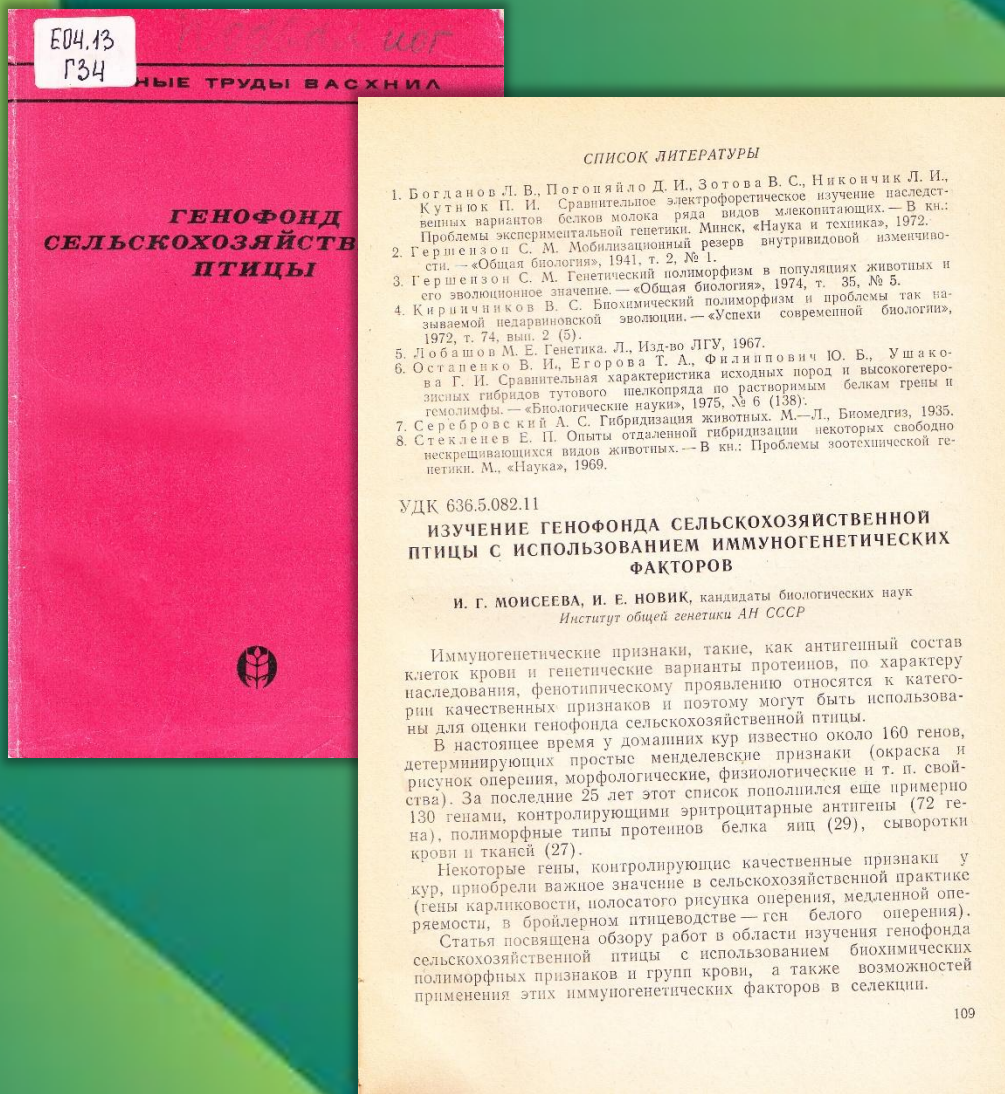 Е04.13
Г34
ТРУДЫ ВАСХНИЛ
ГЕНОФОНД
ПТИЦЫ
СПИСОК ЛИТЕРАТУРЫ
1. Богданов Л. В., Погоняйло Д. И., Зотова В. С., Никончик Л. И.,
Кутнюк П. И. Сравнительное электрофоретическое изучение наследст-
венных вариантов белков молока ряда видов млекопитающих. — В кн.:
Проблемы экспериментальной генетики. Минск, «Наука и техника», 1972.
2. Гершензон С. М. Мобилизационный резерв внутривидовой изменчиво-
сти. — «Общая биология», 1941, т. 2, № 1.
3. Гершензон С. М. Генетический полиморфизм в популяциях животных и
его эволюционное значение. — «Общая биология», 1974, т. 35, № 5.
4. Кирпичников В. С. Биохимический полиморфизм и проблемы так на-
зываемой недарвиновской эволюции. — «Успехи современной биологии»,
1972, т. 74, вып. 2 (5).
5. Лобашов М. Е. Генетика. Л., Изд-во ЛГУ, 1967.
6. Остапенко В. И., Егорова Т. А., Филиппович Ю. Б., Ушако-
ва Г. И. Сравнительная характеристика исходных пород и высокогетеро-
зисных гибридов тутового шелкопряда по растворимым белкам грены и
гемолимфы. — «Биологические науки», 1975, № 6 (138).
7. Серебровский А. С. Гибридизация животных. М.—Л., Биомедгиз, 1935.
8. Стекленев Е. П. Опыты отдаленной гибридизации некоторых свободно
нескрещивающихся видов животных. — В кн.: Проблемы зоотехнической ге-
нетики. М., «Наука», 1969.
УДК 636.5.082.11
ИЗУЧЕНИЕ ГЕНОФОНДА СЕЛЬСКОХОЗЯЙСТВЕННОЙ
ПТИЦЫ С ИСПОЛЬЗОВАНИЕМ ИММУНОГЕНЕТИЧЕСКИХ
ФАКТОРОВ
И. Г. МОИСЕЕВА, И. Е. НОВИК, кандидаты биологических наук
Институт общей генетики АН СССР
Иммуногенетические признаки, такие, как антигенный состав
клеток крови и генетические варианты протеинов, по характеру
наследования, фенотипическому проявлению относятся к катего-
рии качественных признаков и поэтому могут быть использова-
ны для оценки генофонда сельскохозяйственной птицы.
В настоящее время у домашних кур известно около 160 генов,
детерминирующих простые менделевские признаки (окраска и
рисунок оперения, морфологические, физиологические и т. п. свой-
ства). За последние 25 лет этот список пополнился еще примерно
130 генами, контролирующими эритроцитарные антигены (72 ге-
на), полиморфные типы протеинов белка яиц (29), сыворотки
крови и тканей (27).
Некоторые гены, контролирующие качественные признаки у
кур, приобрели важное значение в сельскохозяйственной практике
(гены карликовости, полосатого рисунка оперения, медленной опе-
ряемости, в бройлерном птицеводстве — ген белого оперения).
Статья посвящена обзору работ в области изучения генофонда
сельскохозяйственной птицы с использованием биохимических
полиморфных признаков и групп крови, а также возможностей
применения этих иммуногенетических факторов в селекции.
109